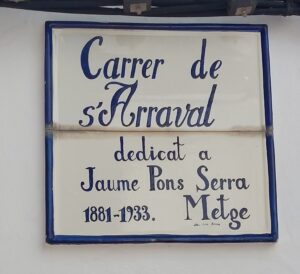 Carrer de
s'Arraval
dedicat a
Jaume Pons Serra
1881-1933. Metge